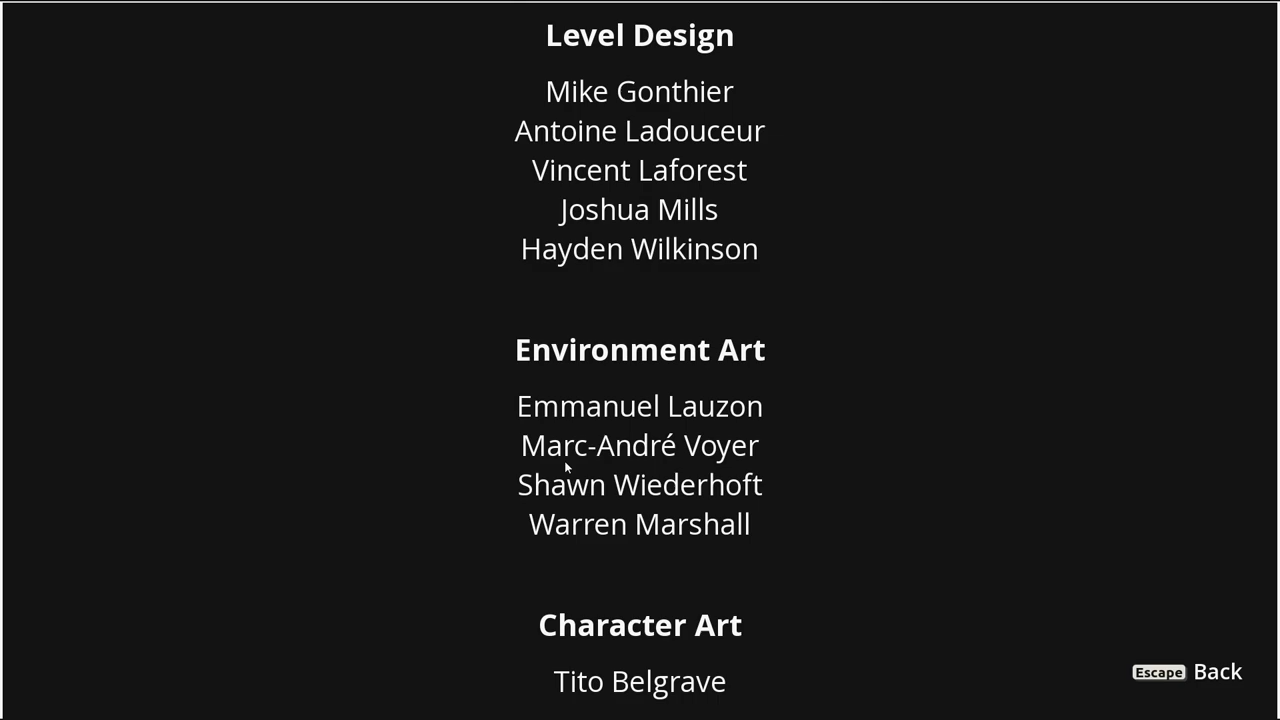 Level Design
Mike Gonthier
Antoine Ladouceur
Vincent Laforest
Joshua Mills
Hayden Wilkinson
Environment Art
Emmanuel Lauzon
Marc-André Voyer
Shawn Wiederhoft
Warren Marshall
Character Art
Tito Belgrave
Escape Back